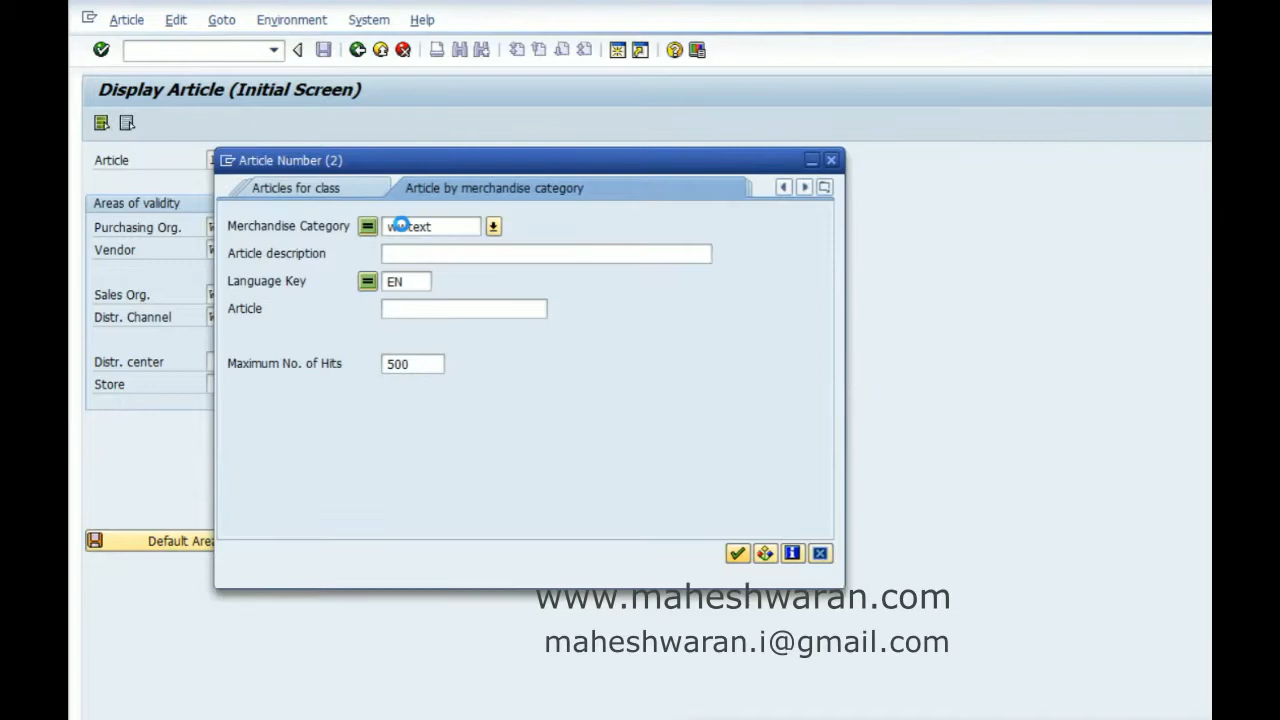 Article Edit Goto Environment System Help
Display Article (Initial Screen)
Article
Areas of validity
Purchasing Org.
Vendor
Sales Org.
Distr. Channel
Distr. center
Store
Default Area
Article Number (2)
Articles for class Article by merchandise category
Merchandise Category
Article description
Language Key EN
Article
Maximum No. of Hits 500
www.maheshwaran.com
maheshwaran.i@gmail.com